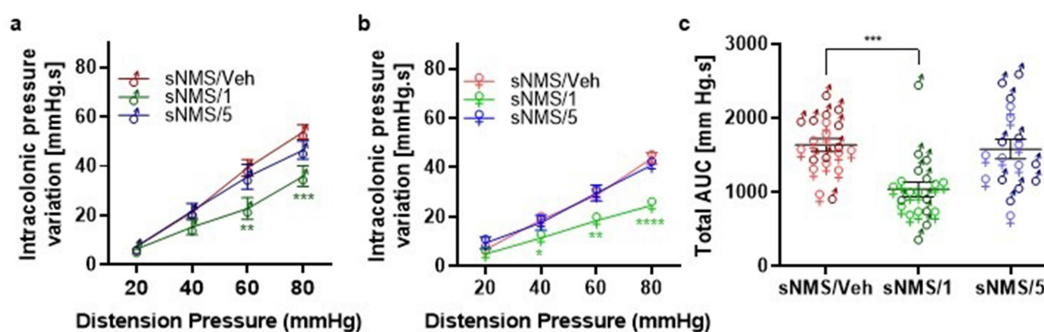 a
Intracolonic pressure
variation [mmHg.s]
80
60
40
20
0
sNMS/Veh
sNMS/1
sNMS/5
**
***
20 40 60 80
Distension Pressure (mmHg)
b
Intracolonic pressure
variation [mmHg.s]
80
60
40
20
0
sNMS/Veh
sNMS/1
sNMS/5
*
**
****
20 40 60 80
Distension Pressure (mmHg)
c
Total AUC [mm Hg.s]
3000
2000
1000
0
***
sNMS/Veh sNMS/1 sNMS/5